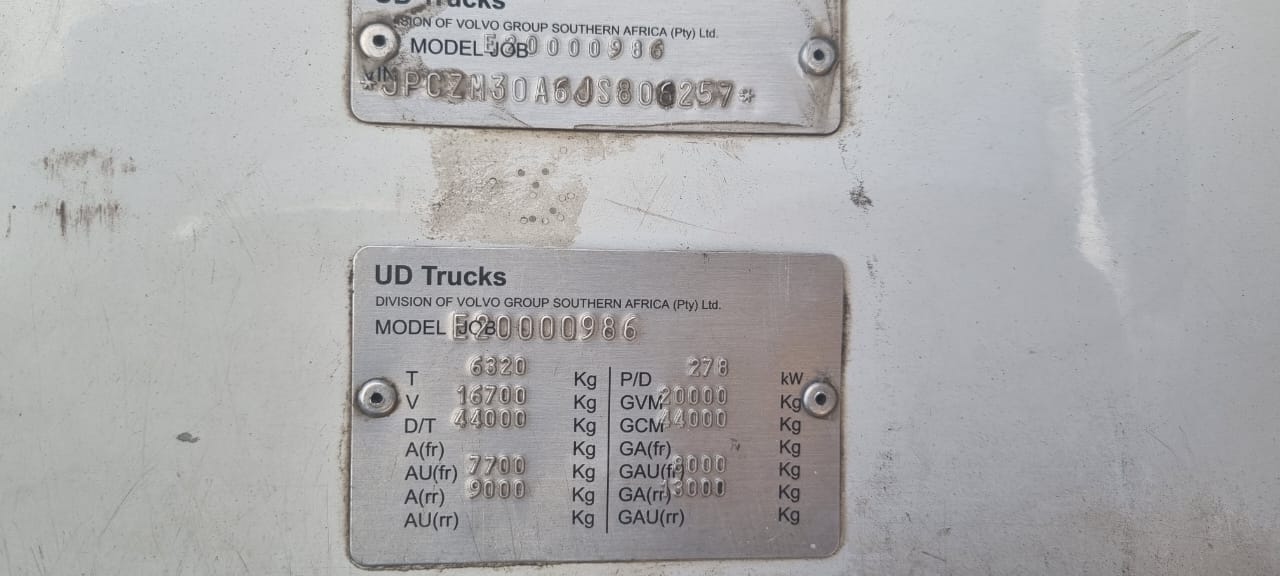 UD Trucks
DIVISION OF VOLVO GROUP SOUTHERN AFRICA (Pty) Ltd.
MODEL JOB E20000986
VIN
*JPCZM30A6JS806257*
UD Trucks
DIVISION OF VOLVO GROUP SOUTHERN AFRICA (Pty) Ltd.
MODEL JOB E20000986
T 6320 Kg P/D 278 kW
V 16700 Kg GVM 20000 Kg
D/T 44000 Kg GCM 44000 Kg
A(fr) Kg GA(fr) Kg
AU(fr) 7700 Kg GAU(fr) 8000 Kg
A(rr) 9000 Kg GA(rr) 13000 Kg
AU(rr) Kg GAU(rr) Kg